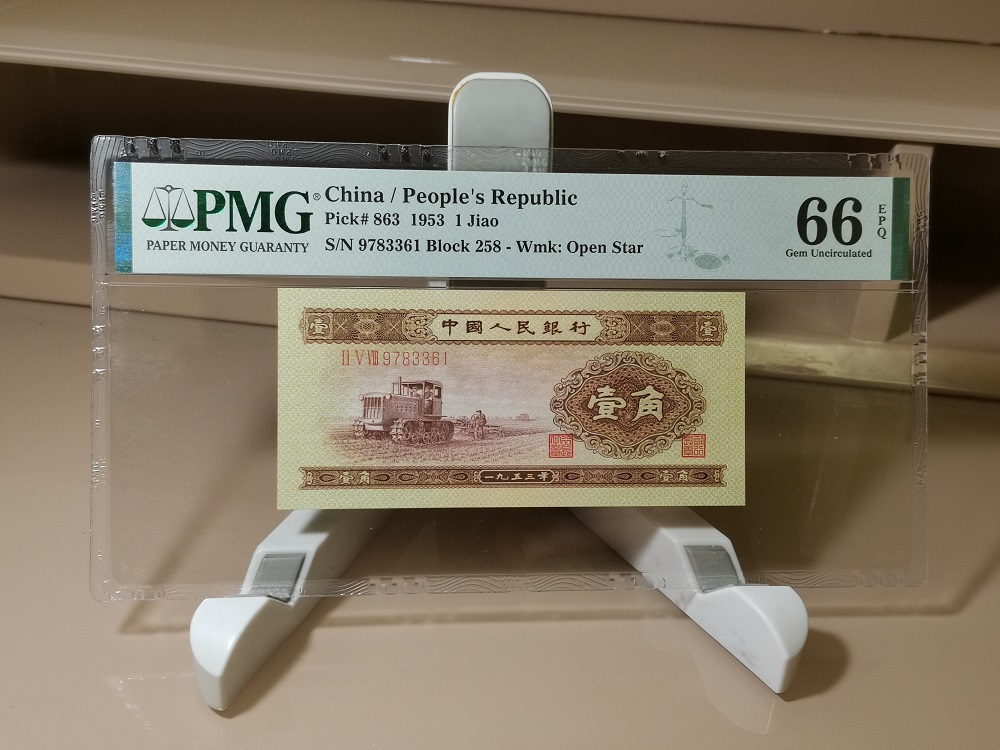 PMG®
PAPER MONEY GUARANTY
China / People's Republic
Pick# 863 1953 1 Jiao
S/N 9783361 Block 258 - Wmk: Open Star
66
EPQ
Gem Uncirculated
壹 中國人民銀行 壹
II V VIII 9783361
壹角
壹角 一九五三年 壹角